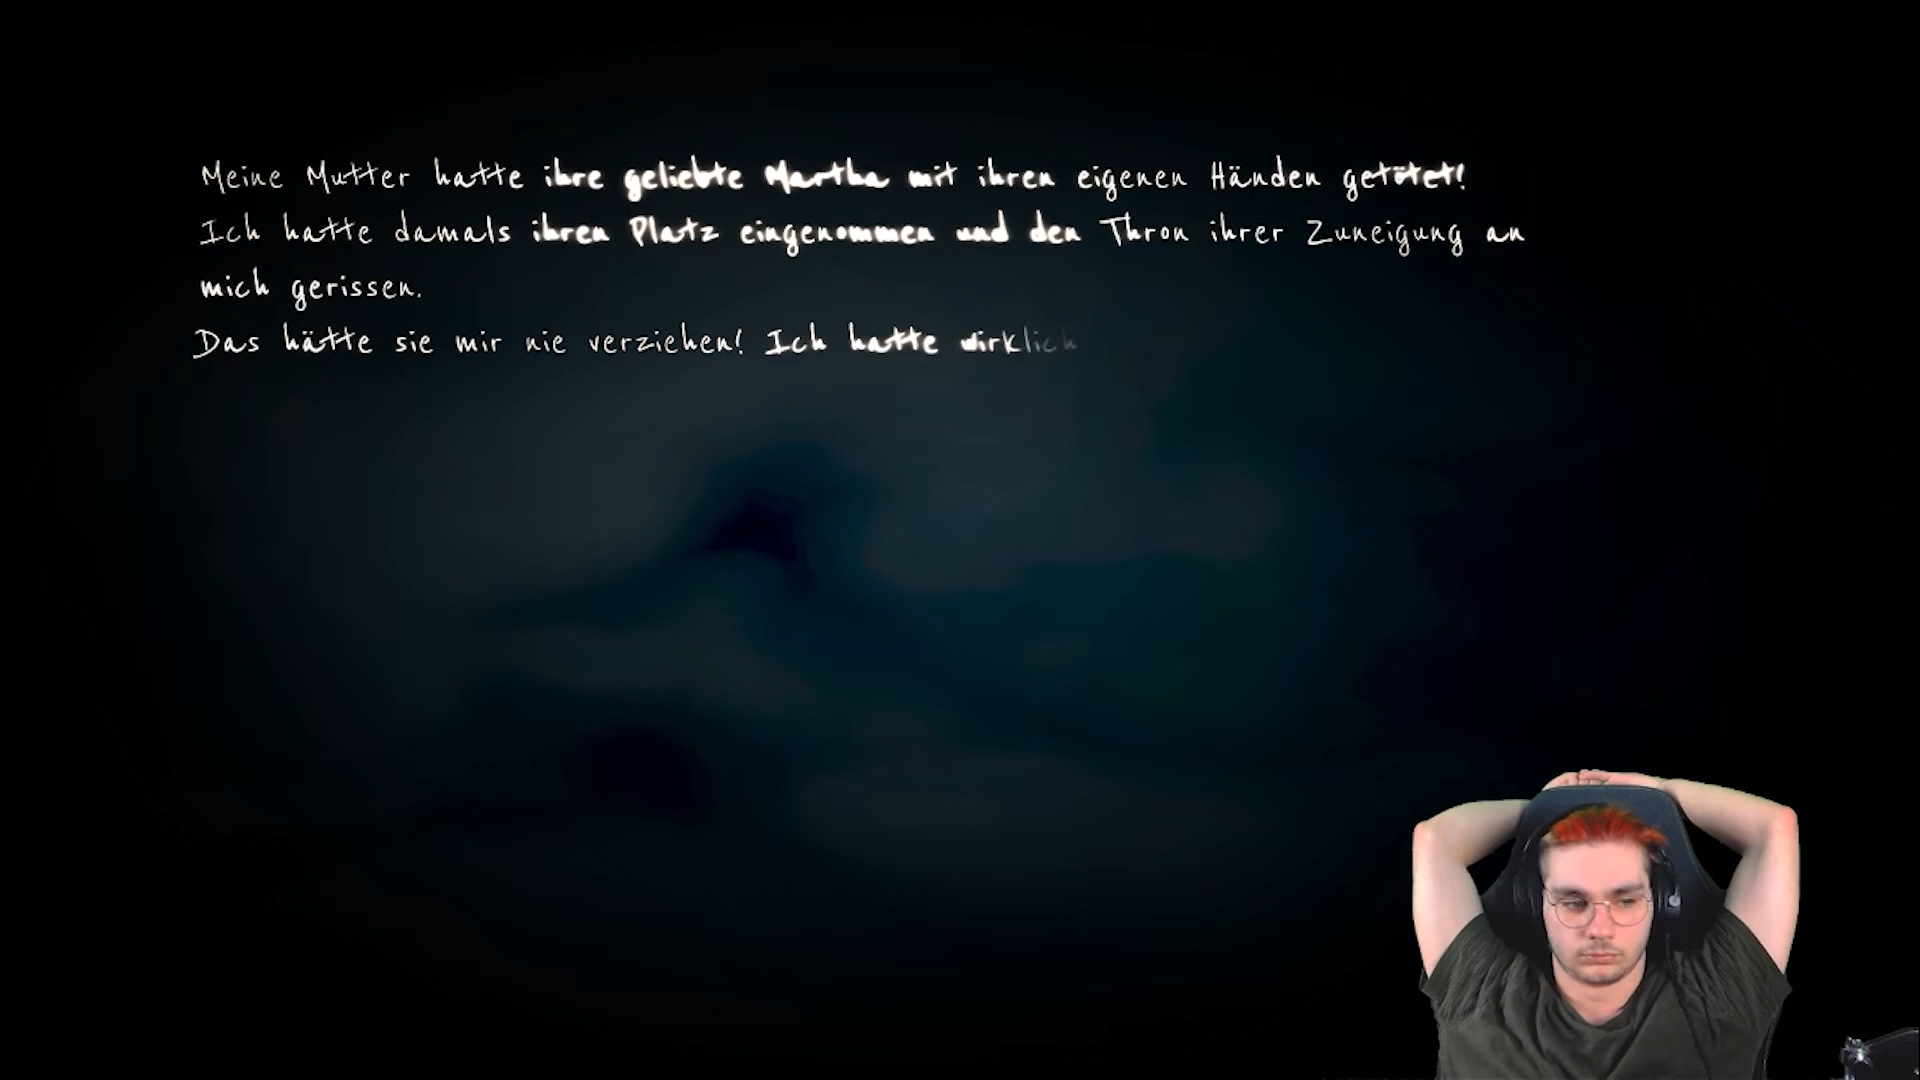 Meine Mutter hatte ihre geliebte Martha mit ihren eigenen Händen getötet!
Ich hatte damals ihren Platz eingenommen und den Thron ihrer Zuneigung an
mich gerissen.
Das hätte sie mir nie verziehen! Ich hatte wirklich